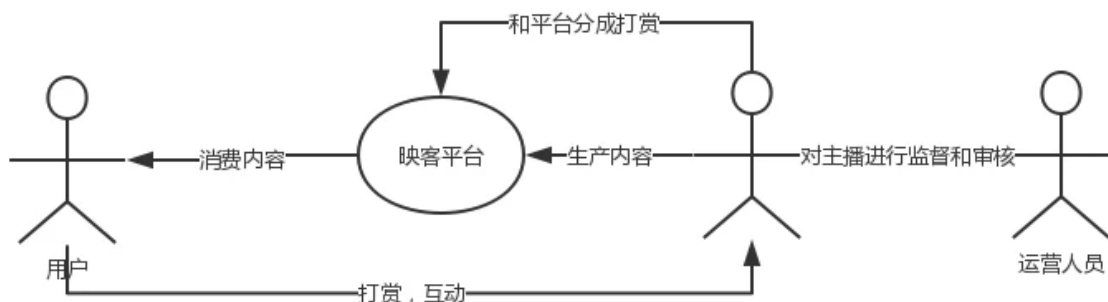 和平台分成打赏
消费内容
映客平台
生产内容
对主播进行监督和审核
用户
运营人员
打赏，互动